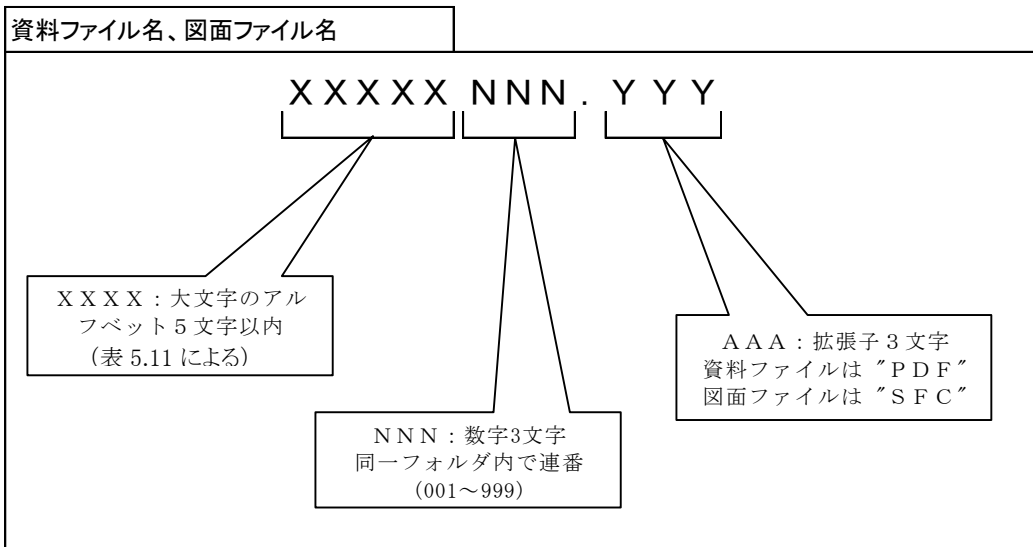 資料ファイル名、図面ファイル名
ＸＸＸＸＸ ＮＮＮ．ＹＹＹ
ＸＸＸＸ：大文字のアル
ファベット５文字以内
(表 5.11 による)
ＮＮＮ：数字3文字
同一フォルダ内で連番
(001～999)
ＡＡＡ：拡張子３文字
資料ファイルは〞ＰＤＦ〞
図面ファイルは〞ＳＦＣ〞